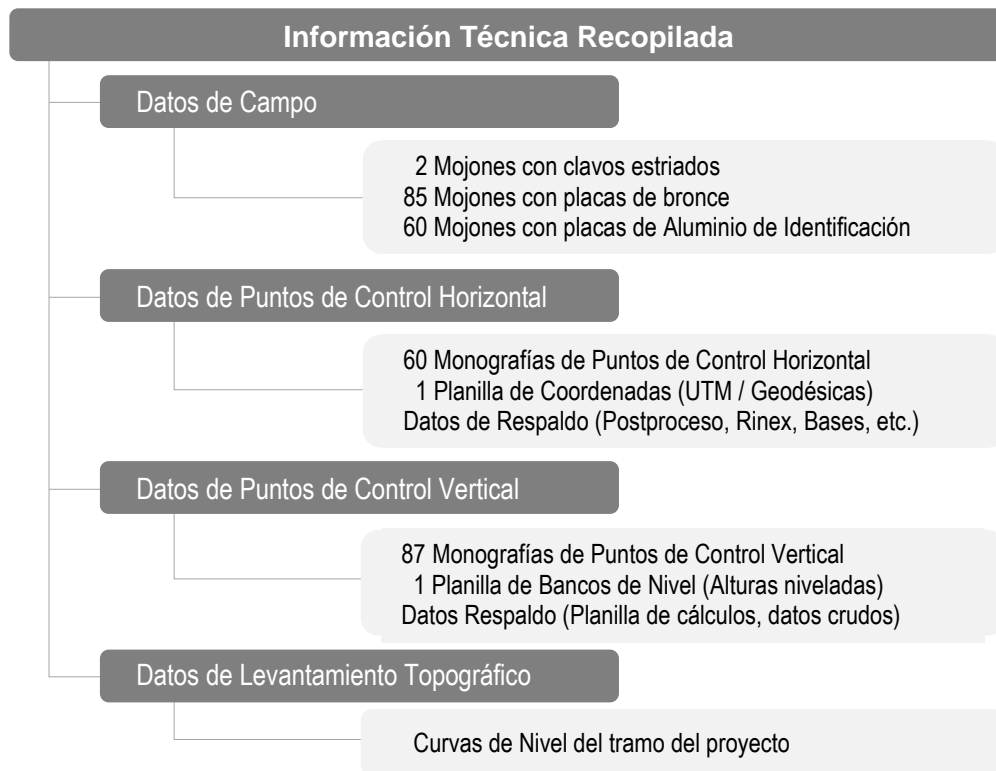 Información Técnica Recopilada
Datos de Campo
2 Mojones con clavos estriados
85 Mojones con placas de bronce
60 Mojones con placas de Aluminio de Identificación
Datos de Puntos de Control Horizontal
60 Monografías de Puntos de Control Horizontal
1 Planilla de Coordenadas (UTM / Geodésicas)
Datos de Respaldo (Postproceso, Rinex, Bases, etc.)
Datos de Puntos de Control Vertical
87 Monografías de Puntos de Control Vertical
1 Planilla de Bancos de Nivel (Alturas niveladas)
Datos Respaldo (Planilla de cálculos, datos crudos)
Datos de Levantamiento Topográfico
Curvas de Nivel del tramo del proyecto